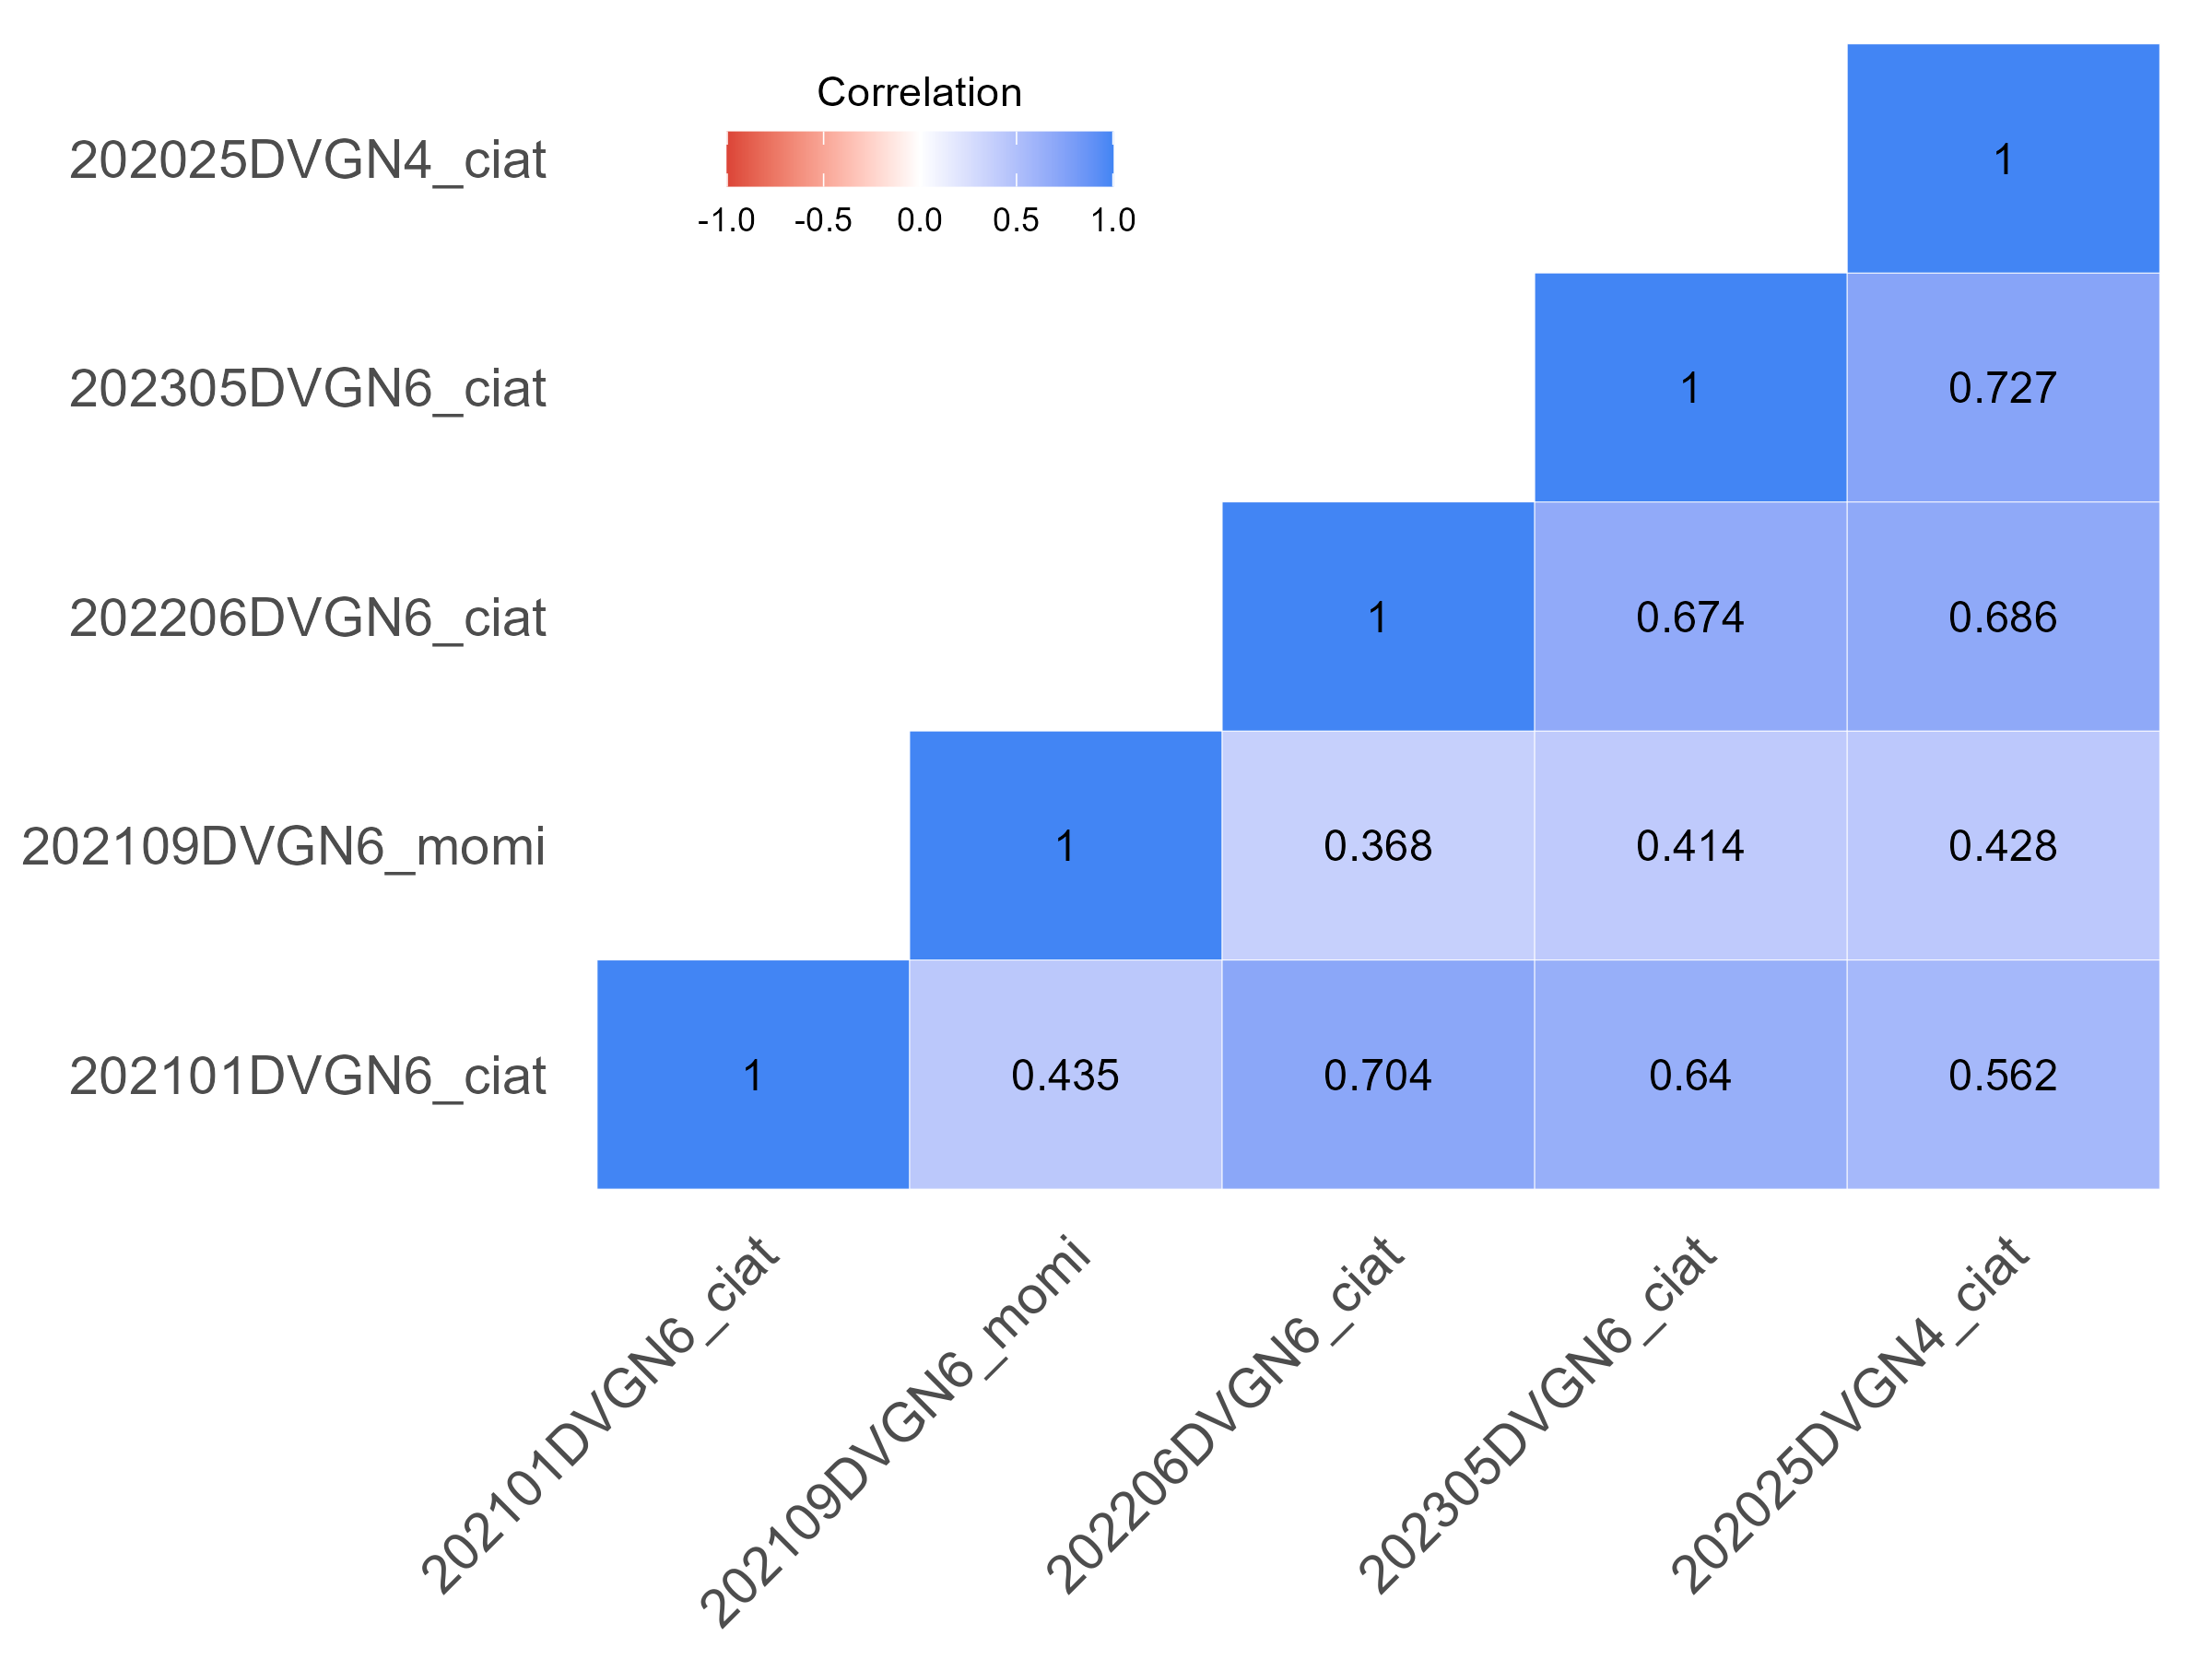 Correlation
-1.0 -0.5 0.0 0.5 1.0
202025DVGN4_ciat 1
202305DVGN6_ciat 1 0.727
202206DVGN6_ciat 1 0.674 0.686
202109DVGN6_momi 1 0.368 0.414 0.428
202101DVGN6_ciat 1 0.435 0.704 0.64 0.562
202101DVGN6_ciat
202109DVGN6_momi
202206DVGN6_ciat
202305DVGN6_ciat
202025DVGN4_ciat